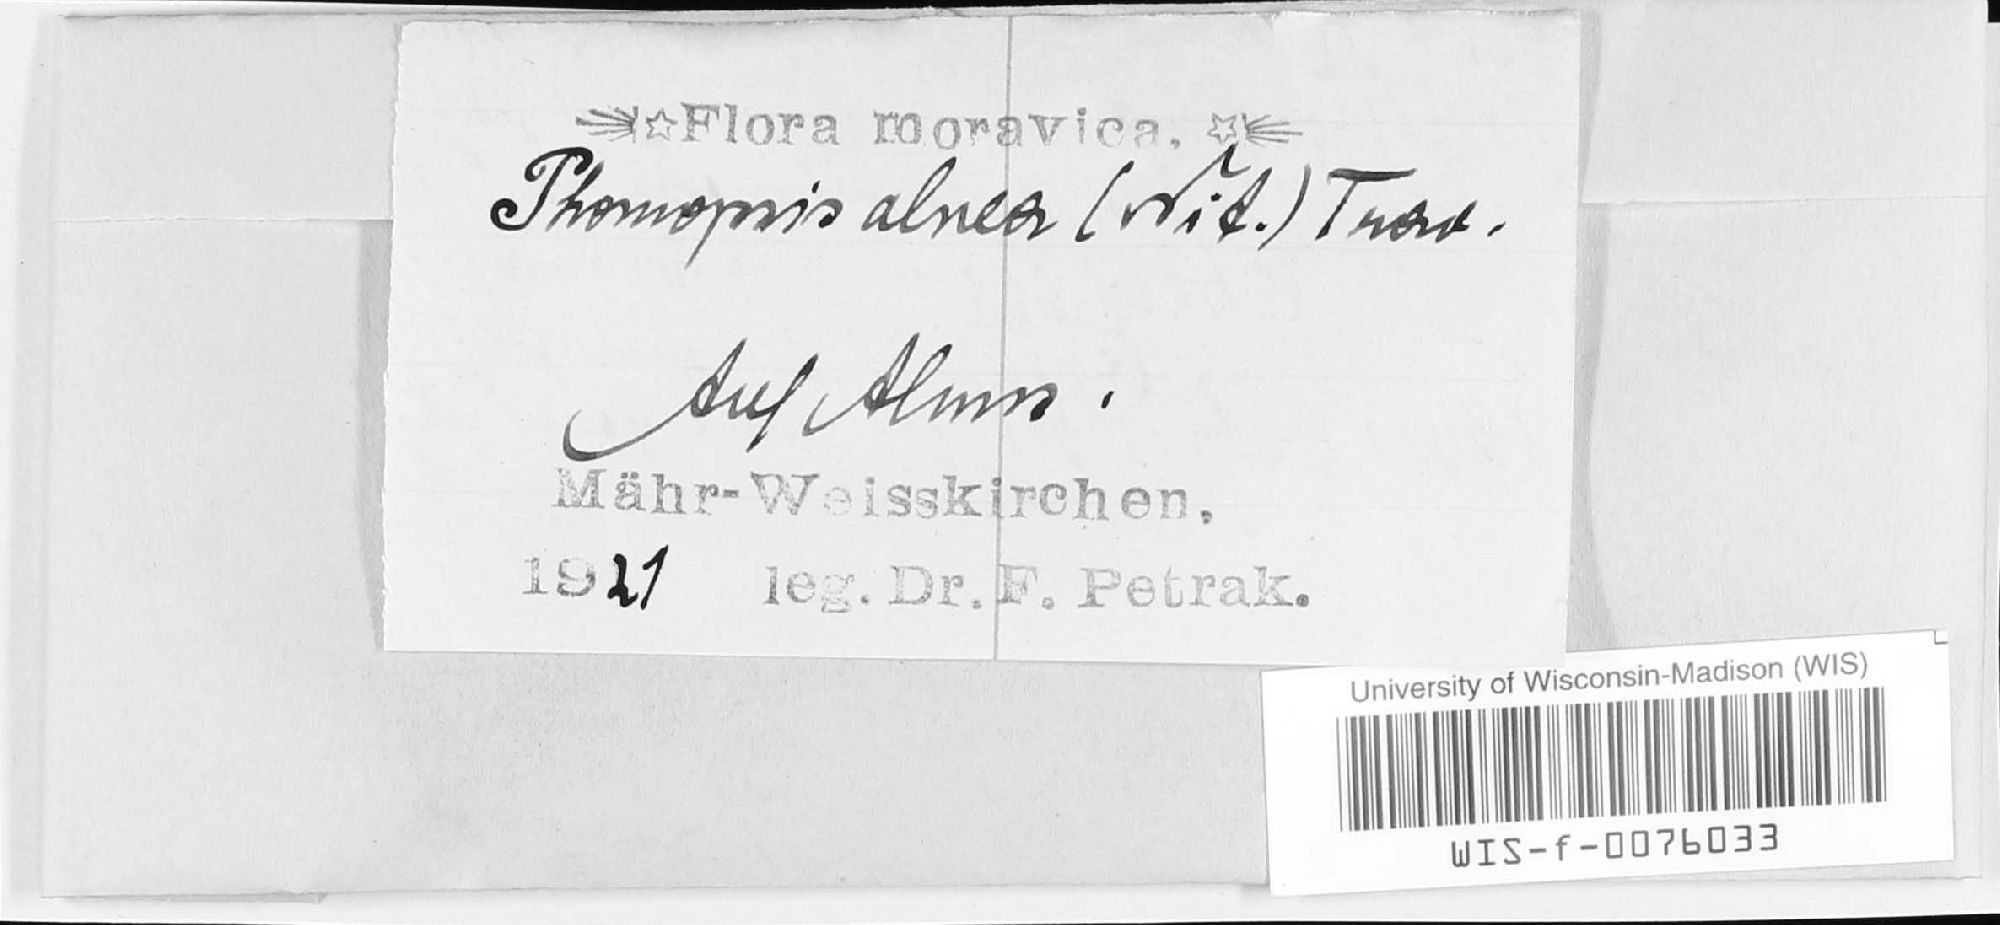 Flora moravica.
Phomopsis alnea (Nit.) Trav.
Auf Alnus.
Mähr-Weisskirchen.
1921 leg. Dr. F. Petrak.
University of Wisconsin-Madison (WIS)
WIS-f-0076033